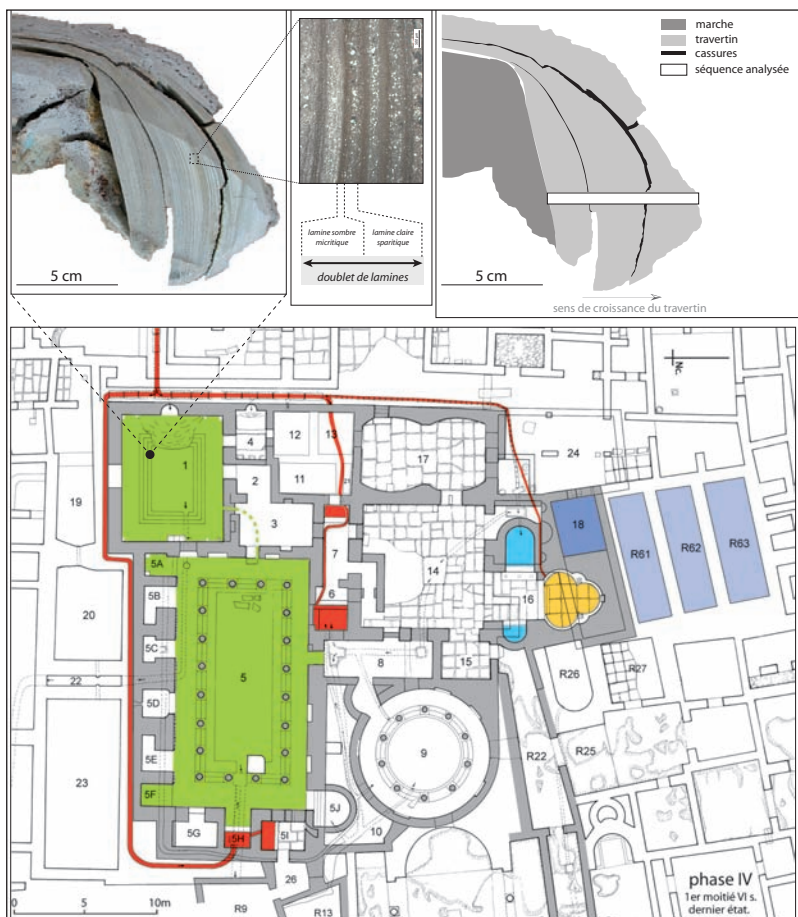 marche
travertin
cassures
séquence analysée
lamine sombre
micritique
lamine claire
sparitique
doublet de lamines
5 cm
5 cm
sens de croissance du travertin
Nc.
1
2
3
4
12
13
11
17
24
19
18
R61
R62
R63
7
14
6
16
5A
5B
5C
5D
5E
5F
5
20
22
23
8
15
R26
R27
9
R22
R25
5G
5H
5I
5J
10
26
R9
R13
0
5
10m
phase IV
1er moitié VI s.
dernier état.